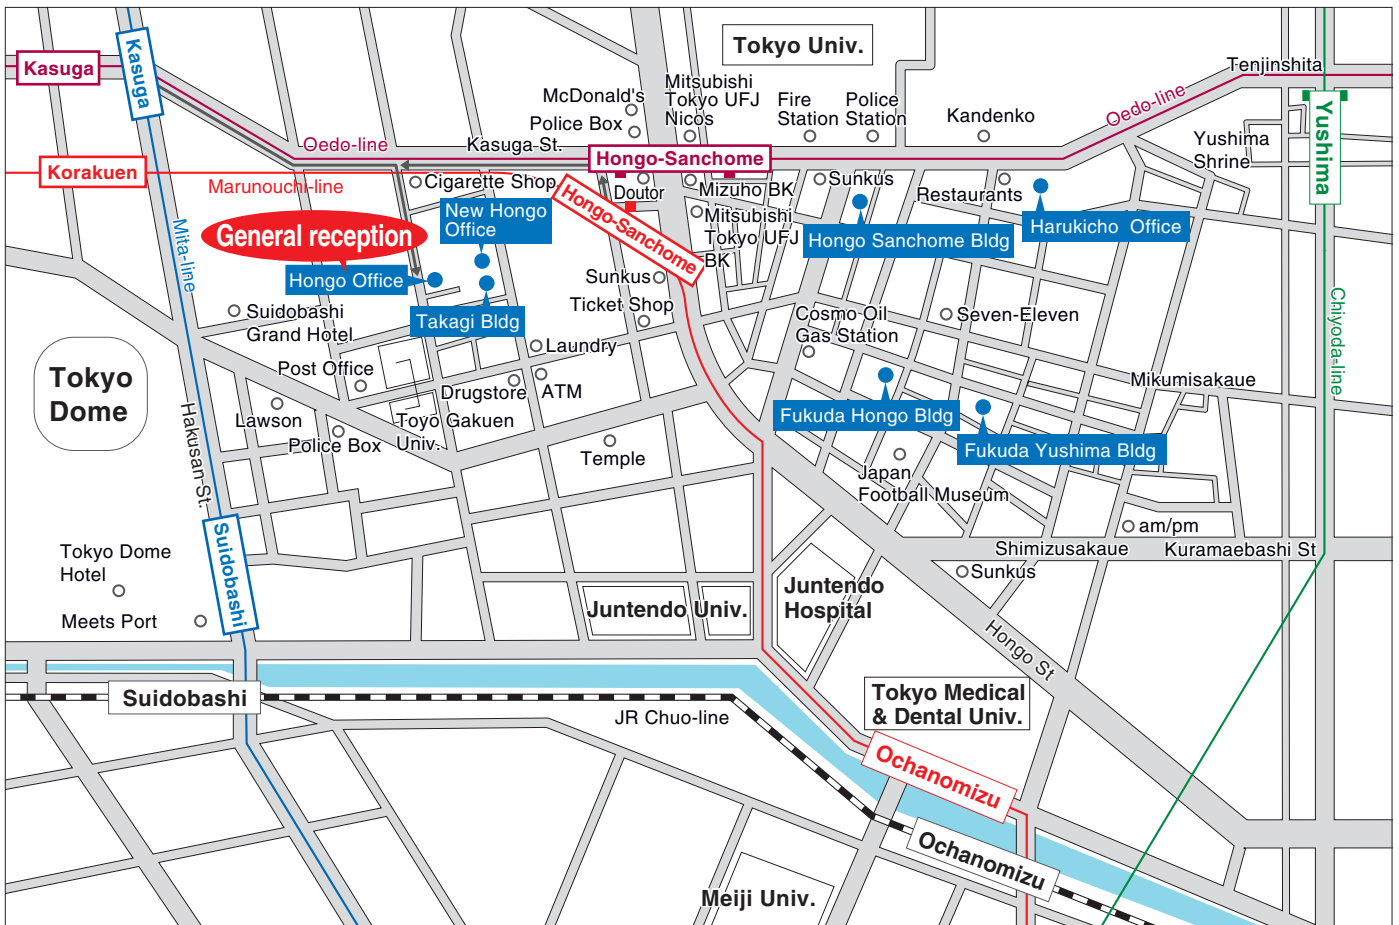 Tokyo Univ.
Kasuga
Kasuga
Tenjinshita
Mitsubishi
Tokyo UFJ
Nicos
McDonald's
Police Box
Fire
Station
Police
Station
Kandenko
Oedo-line
Yushima
Oedo-line
Kasuga St.
Hongo-Sanchome
Yushima
Shrine
Korakuen
Marunouchi-line
Cigarette Shop
Hongo-Sanchome
Doutor
Mizuho BK
Sunkus
Restaurants
New Hongo
Office
Mitsubishi
Tokyo UFJ
BK
Hongo Sanchome Bldg
Harukicho Office
General reception
Mita-line
Hongo Office
Sunkus
Ticket Shop
Takagi Bldg
Suidobashi
Grand Hotel
Cosmo Oil
Gas Station
Seven-Eleven
Chiyoda-line
Laundry
Tokyo
Dome
Post Office
Drugstore
ATM
Mikumisakaue
Lawson
Toyo Gakuen
Univ.
Police Box
Hakusan St.
Fukuda Hongo Bldg
Fukuda Yushima Bldg
Temple
Japan
Football Museum
am/pm
Suidobashi
Tokyo Dome
Hotel
Shimizusakaue
Kuramaebashi St
Sunkus
Meets Port
Juntendo Univ.
Juntendo
Hospital
Hongo St
Suidobashi
JR Chuo-line
Tokyo Medical
& Dental Univ.
Ochanomizu
Ochanomizu
Meiji Univ.